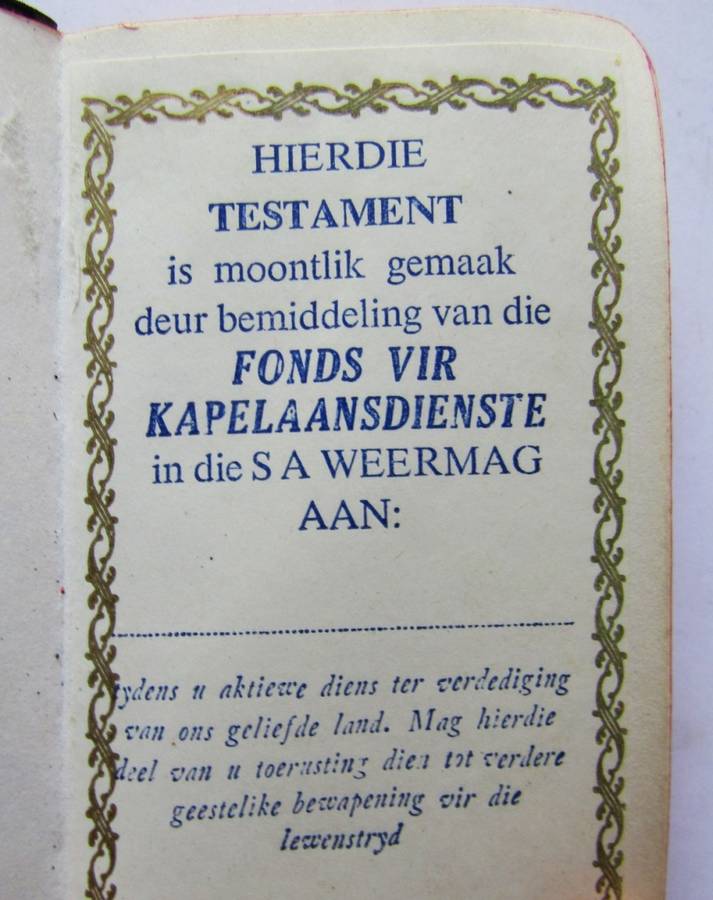 HIERDIE
TESTAMENT
is moontlik gemaak
deur bemiddeling van die
FONDS VIR
KAPELAANSDIENSTE
in die S A WEERMAG
AAN:
tydens u aktiewe diens ter verdediging
van ons geliefde land. Mag hierdie
deel van u toerusting dien tot verdere
geestelike bewapening vir die
lewenstryd